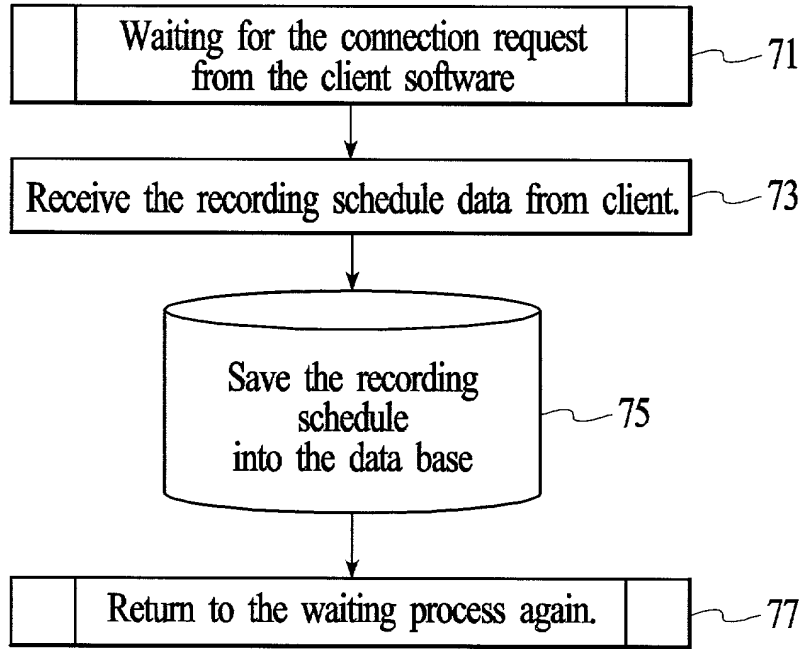 Waiting for the connection request
from the client software
71
Receive the recording schedule data from client.
73
Save the recording
schedule
into the data base
75
Return to the waiting process again.
77